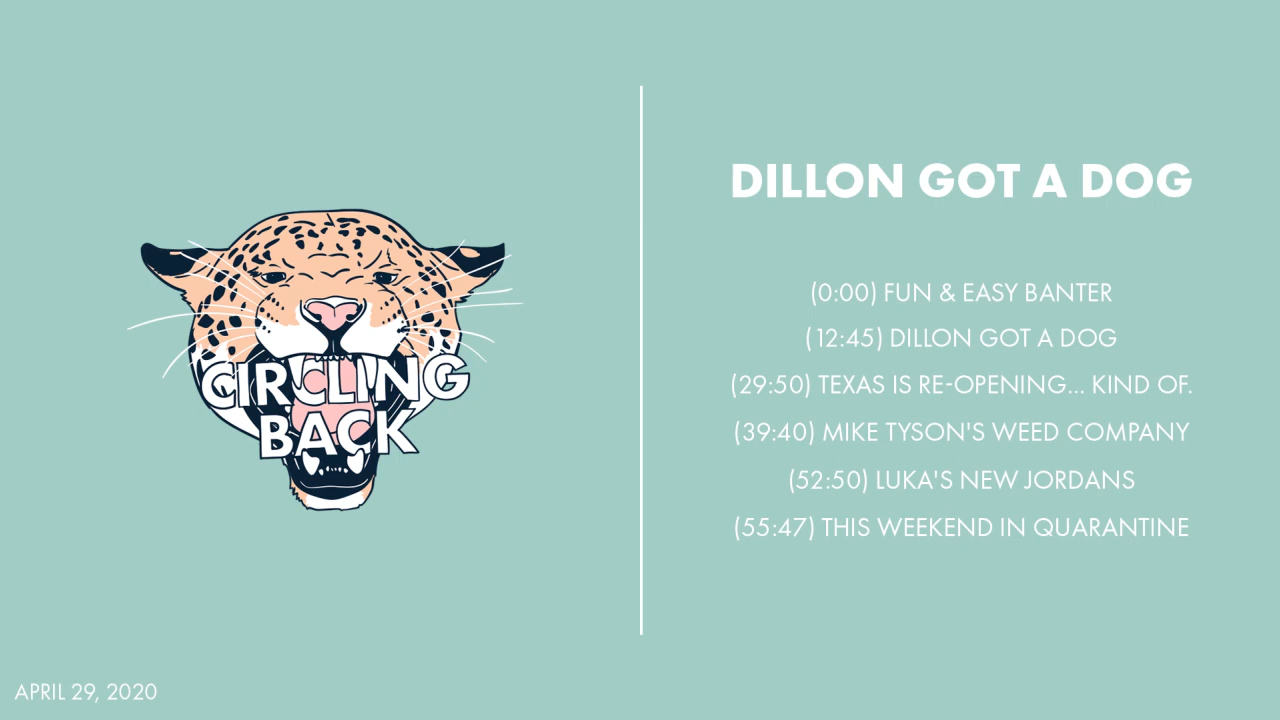 CIRCLING
BACK
DILLON GOT A DOG
(0:00) FUN & EASY BANTER
(12:45) DILLON GOT A DOG
(29:50) TEXAS IS RE-OPENING... KIND OF.
(39:40) MIKE TYSON'S WEED COMPANY
(52:50) LUKA'S NEW JORDANS
(55:47) THIS WEEKEND IN QUARANTINE
APRIL 29, 2020